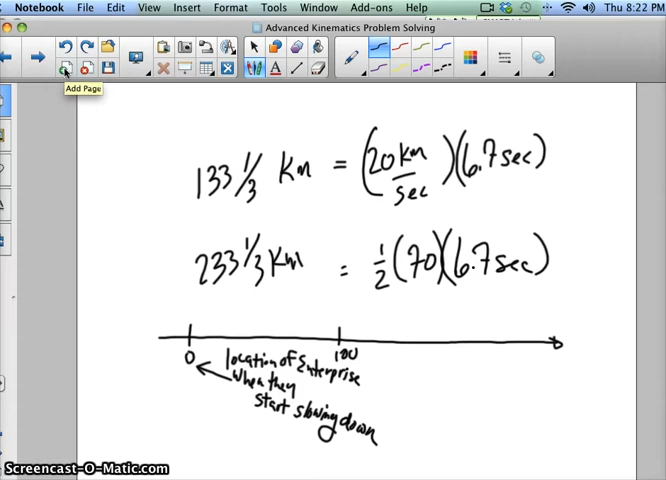 Notebook File Edit View Insert Format Tools Window Add-ons Help Thu 8:22 PM
Advanced Kinematics Problem Solving
Add Page
133 1/3 Km = (20 Km/sec)(6.7 sec)
233 1/3 Km = 1/2 (70)(6.7 sec)
0 100
location of Enterprise
when they
start slowing down
Screencast-O-Matic.com